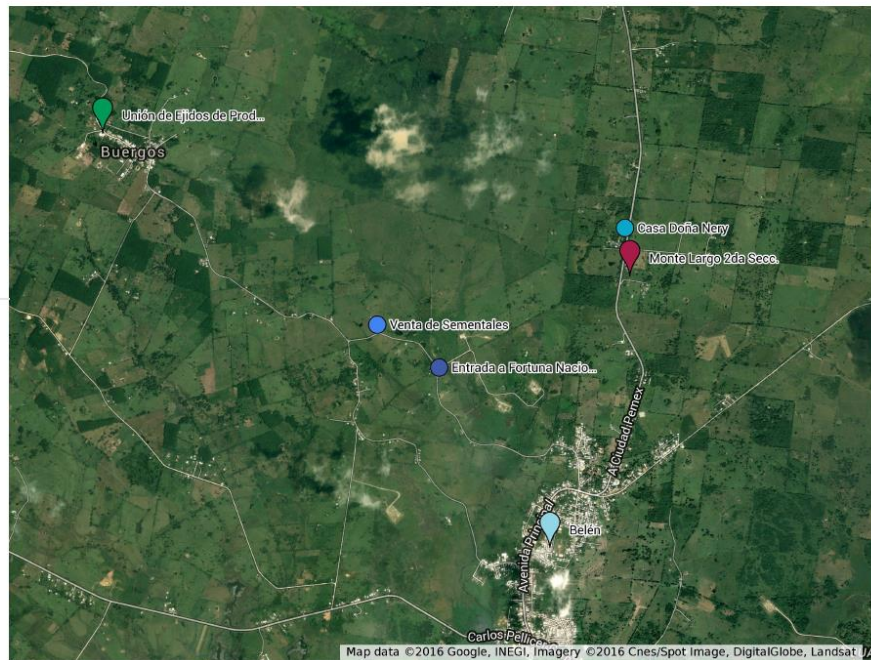 Unión de Ejidos de Prod...
Buergos
Casa Doña Nery
Monte Largo 2da Secc.
Venta de Sementales
Entrada a Fortuna Nacio...
A Ciudad Pemex
Avenida Principal
Belén
Carlos
Map data ©2016 Google, INEGI, Imagery ©2016 Cnes/Spot Image, DigitalGlobe, Landsat